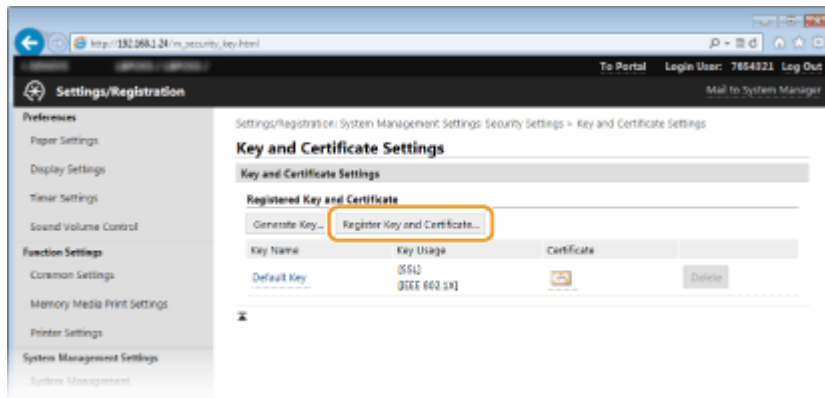 http://192.168.1.24/m_security_key.html
To Portal Login User: 7654321 Log Out
Settings/Registration
Mail to System Manager
Preferences
Paper Settings
Display Settings
Timer Settings
Sound Volume Control
Function Settings
Common Settings
Memory Media Print Settings
Printer Settings
System Management Settings
System Management
Settings/Registration: System Management Settings: Security Settings > Key and Certificate Settings
Key and Certificate Settings
Key and Certificate Settings
Registered Key and Certificate
Generate Key... Register Key and Certificate...
Key Name Key Usage Certificate
Default Key [SSL] Delete
[IEEE 802.1X]